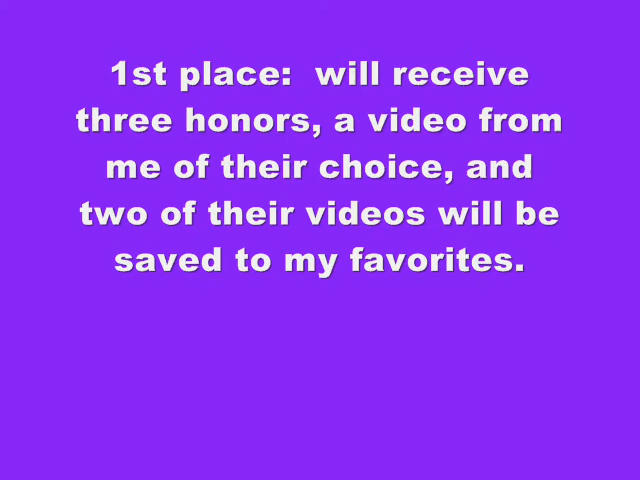 1st place:  will receive
three honors, a video from
me of their choice, and
two of their videos will be
saved to my favorites.